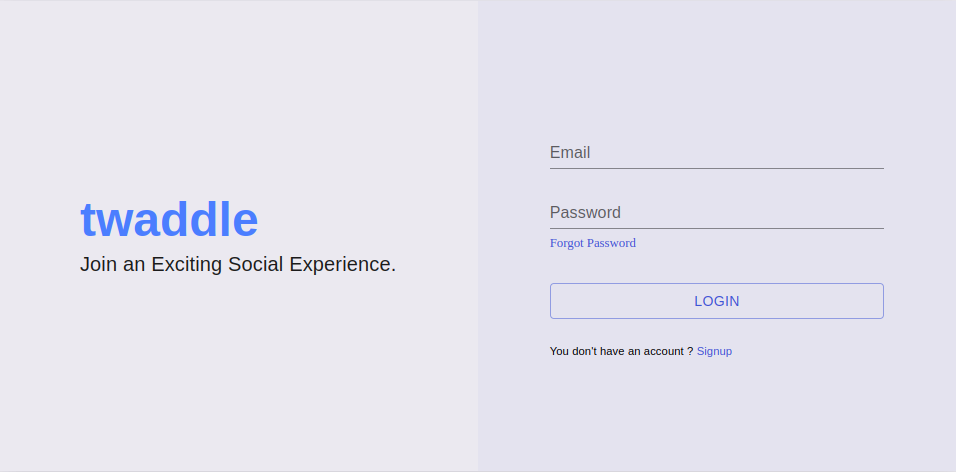 twaddle
Join an Exciting Social Experience.
Email
Password
Forgot Password
LOGIN
You don't have an account ? Signup